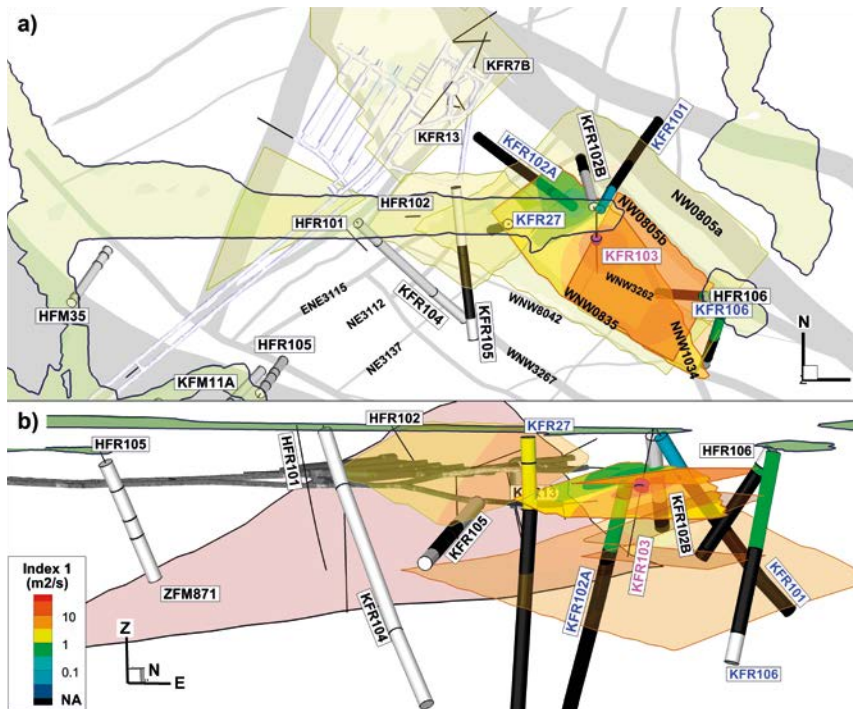 a)
KFR7B
KFR13
KFR102A
KFR102B
KFR101
HFR102
HFR101
KFR27
NW0805b
NW0805a
KFR103
HFM35
ENE3115
NE3112
KFR104
NE3137
HFR105
KFM11A
KFR105
WNW8042
WNW3267
WNW0835
WNW3262
HFR106
KFR106
NNW1034
N
b)
HFR105
HFR101
HFR102
KFR27
HFR106
KFR13
KFR105
KFR102B
KFR103
KFR102A
KFR101
ZFM871
KFR104
KFR106
Index 1
(m2/s)
10
1
0.1
NA
Z
N
E